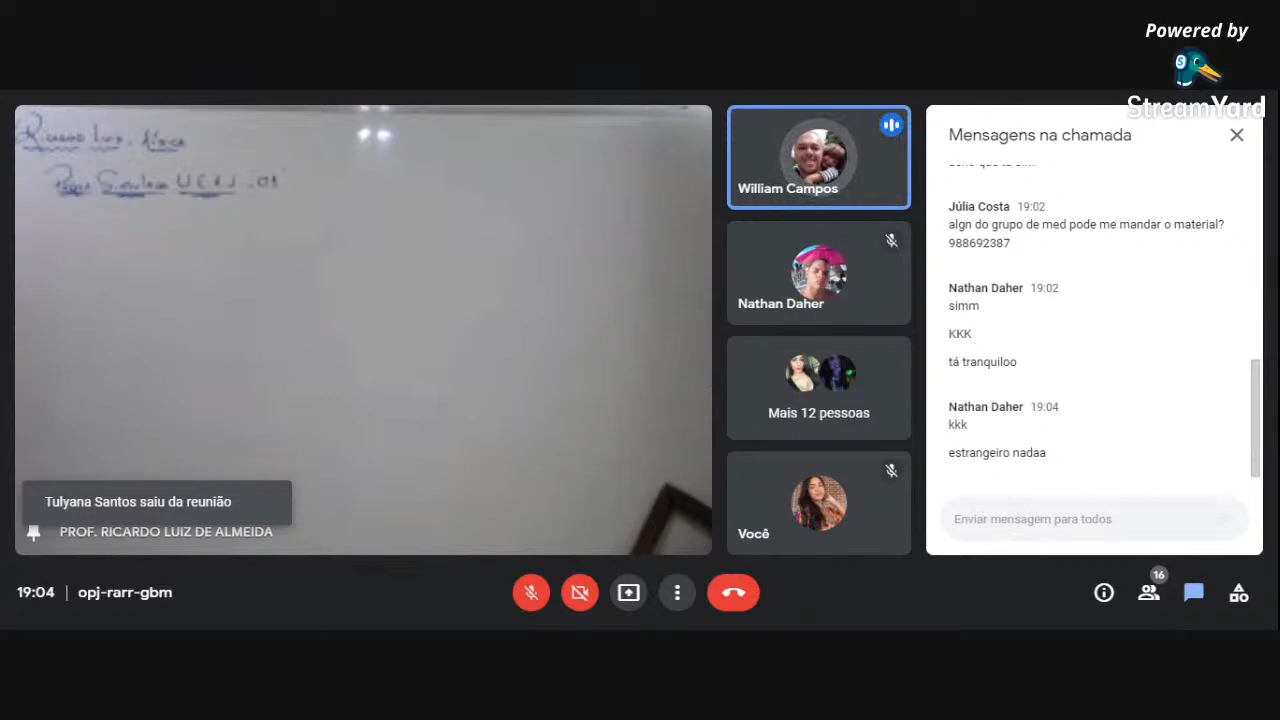 Powered by
StreamYard
Ricardo Luiz. Física
U.E.R.J
Tulyana Santos saiu da reunião
PROF. RICARDO LUIZ DE ALMEIDA
William Campos
Nathan Daher
Mais 12 pessoas
Você
Mensagens na chamada
Júlia Costa 19:02
algn do grupo de med pode me mandar o material?
988692387
Nathan Daher 19:02
simm
KKK
tá tranquiloo
Nathan Daher 19:04
kkk
estrangeiro nadaa
Enviar mensagem para todos
19:04 | opj-rarr-gbm
16